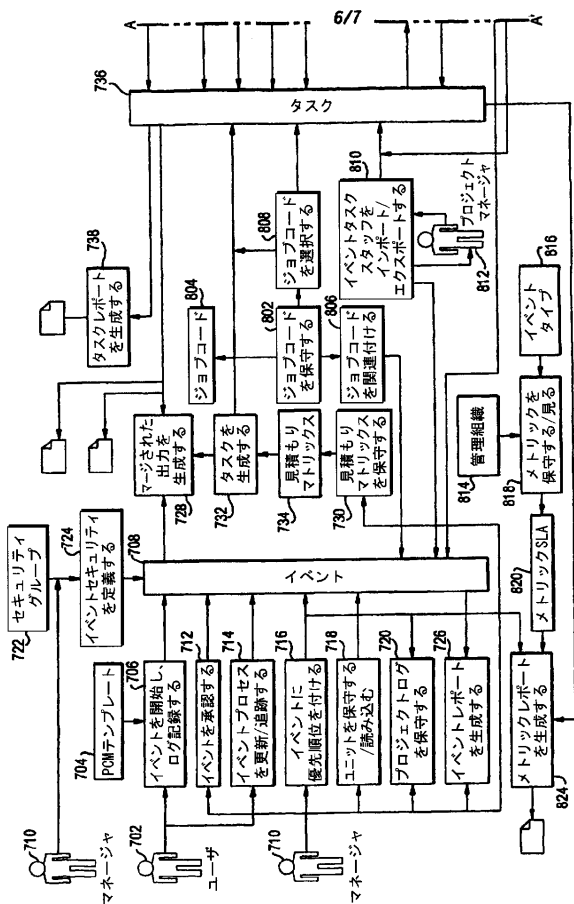 6/7
A
A'
736
タスク
738
タスクレポート
を生成する
722
セキュリティ
グループ
724
イベントセキュリティ
を定義する
708
イベント
704
PCMテンプレート
706
イベントを開始し、
ログ記録する
712
イベントを承認する
714
イベントプロセス
を更新/追跡する
716
イベントに
優先順位を付ける
718
ユニットを保守する
/読み込む
720
プロジェクトログ
を保守する
726
イベントレポート
を生成する
710
マネージャ
702
ユーザ
710
マネージャ
マージされた
出力を
生成する
728
タスクを
生成する
732
見積もり
マトリックス
734
見積もり
マトリックス
を保守する
730
804
ジョブコード
802
ジョブコード
を保守する
806
ジョブコード
を関連付ける
808
ジョブコード
を選択する
810
イベントタスク
スタッフを
インポート/
エクスポートする
812
プロジェクト
マネージャ
814
管理組織
816
イベント
タイプ
818
メトリックを
保守する/見る
820
メトリックSLA
メトリックレポート
を生成する
824